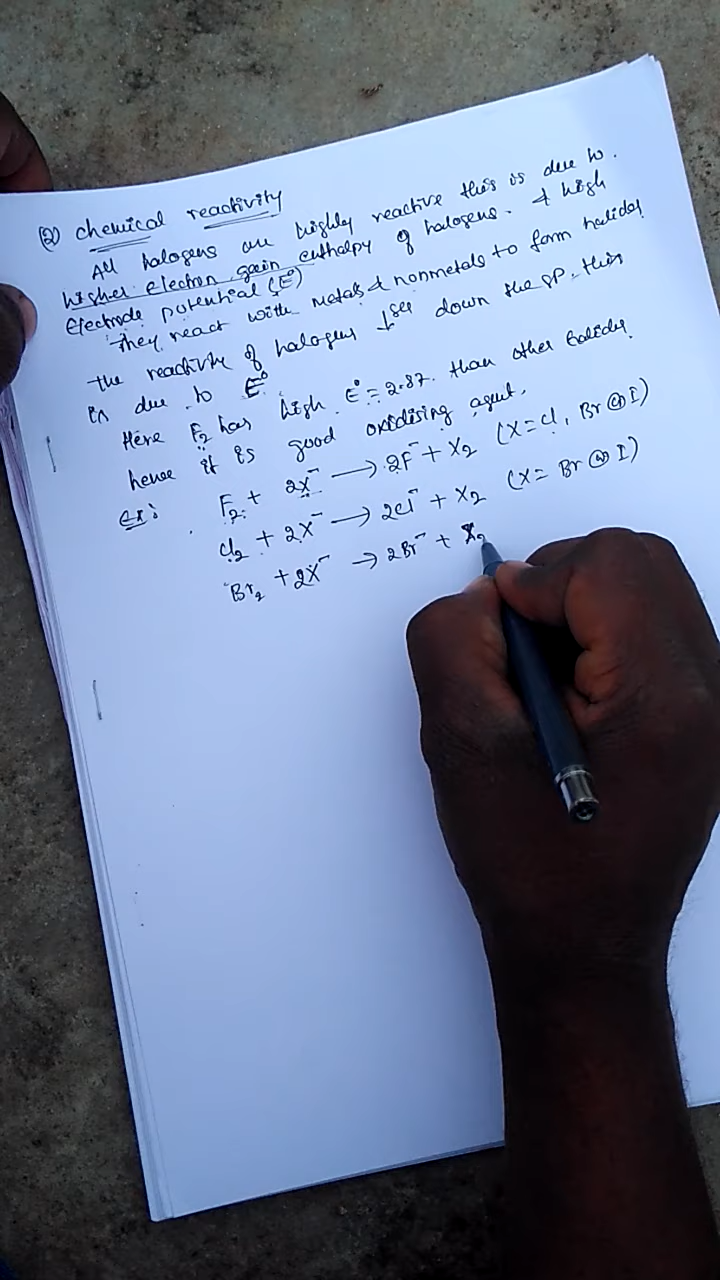 (2) chemical reactivity
All halogens are highly reactive this is due to.
higher electron gain enthalpy of halogens. & high
Electrode potential (E°)
They react with metals & nonmetals to form halides
the reactivity of halogens ↓ses down the gp. this
is due to E°
Here F₂ has high E° = 2.87. than other halides
hence it is good oxidising agent.
Ex:
F₂ + 2X⁻ → 2F⁻ + X₂ (X = Cl, Br (or) I)
Cl₂ + 2X⁻ → 2Cl⁻ + X₂ (X = Br (or) I)
Br₂ + 2X⁻ → 2Br⁻ + X₂